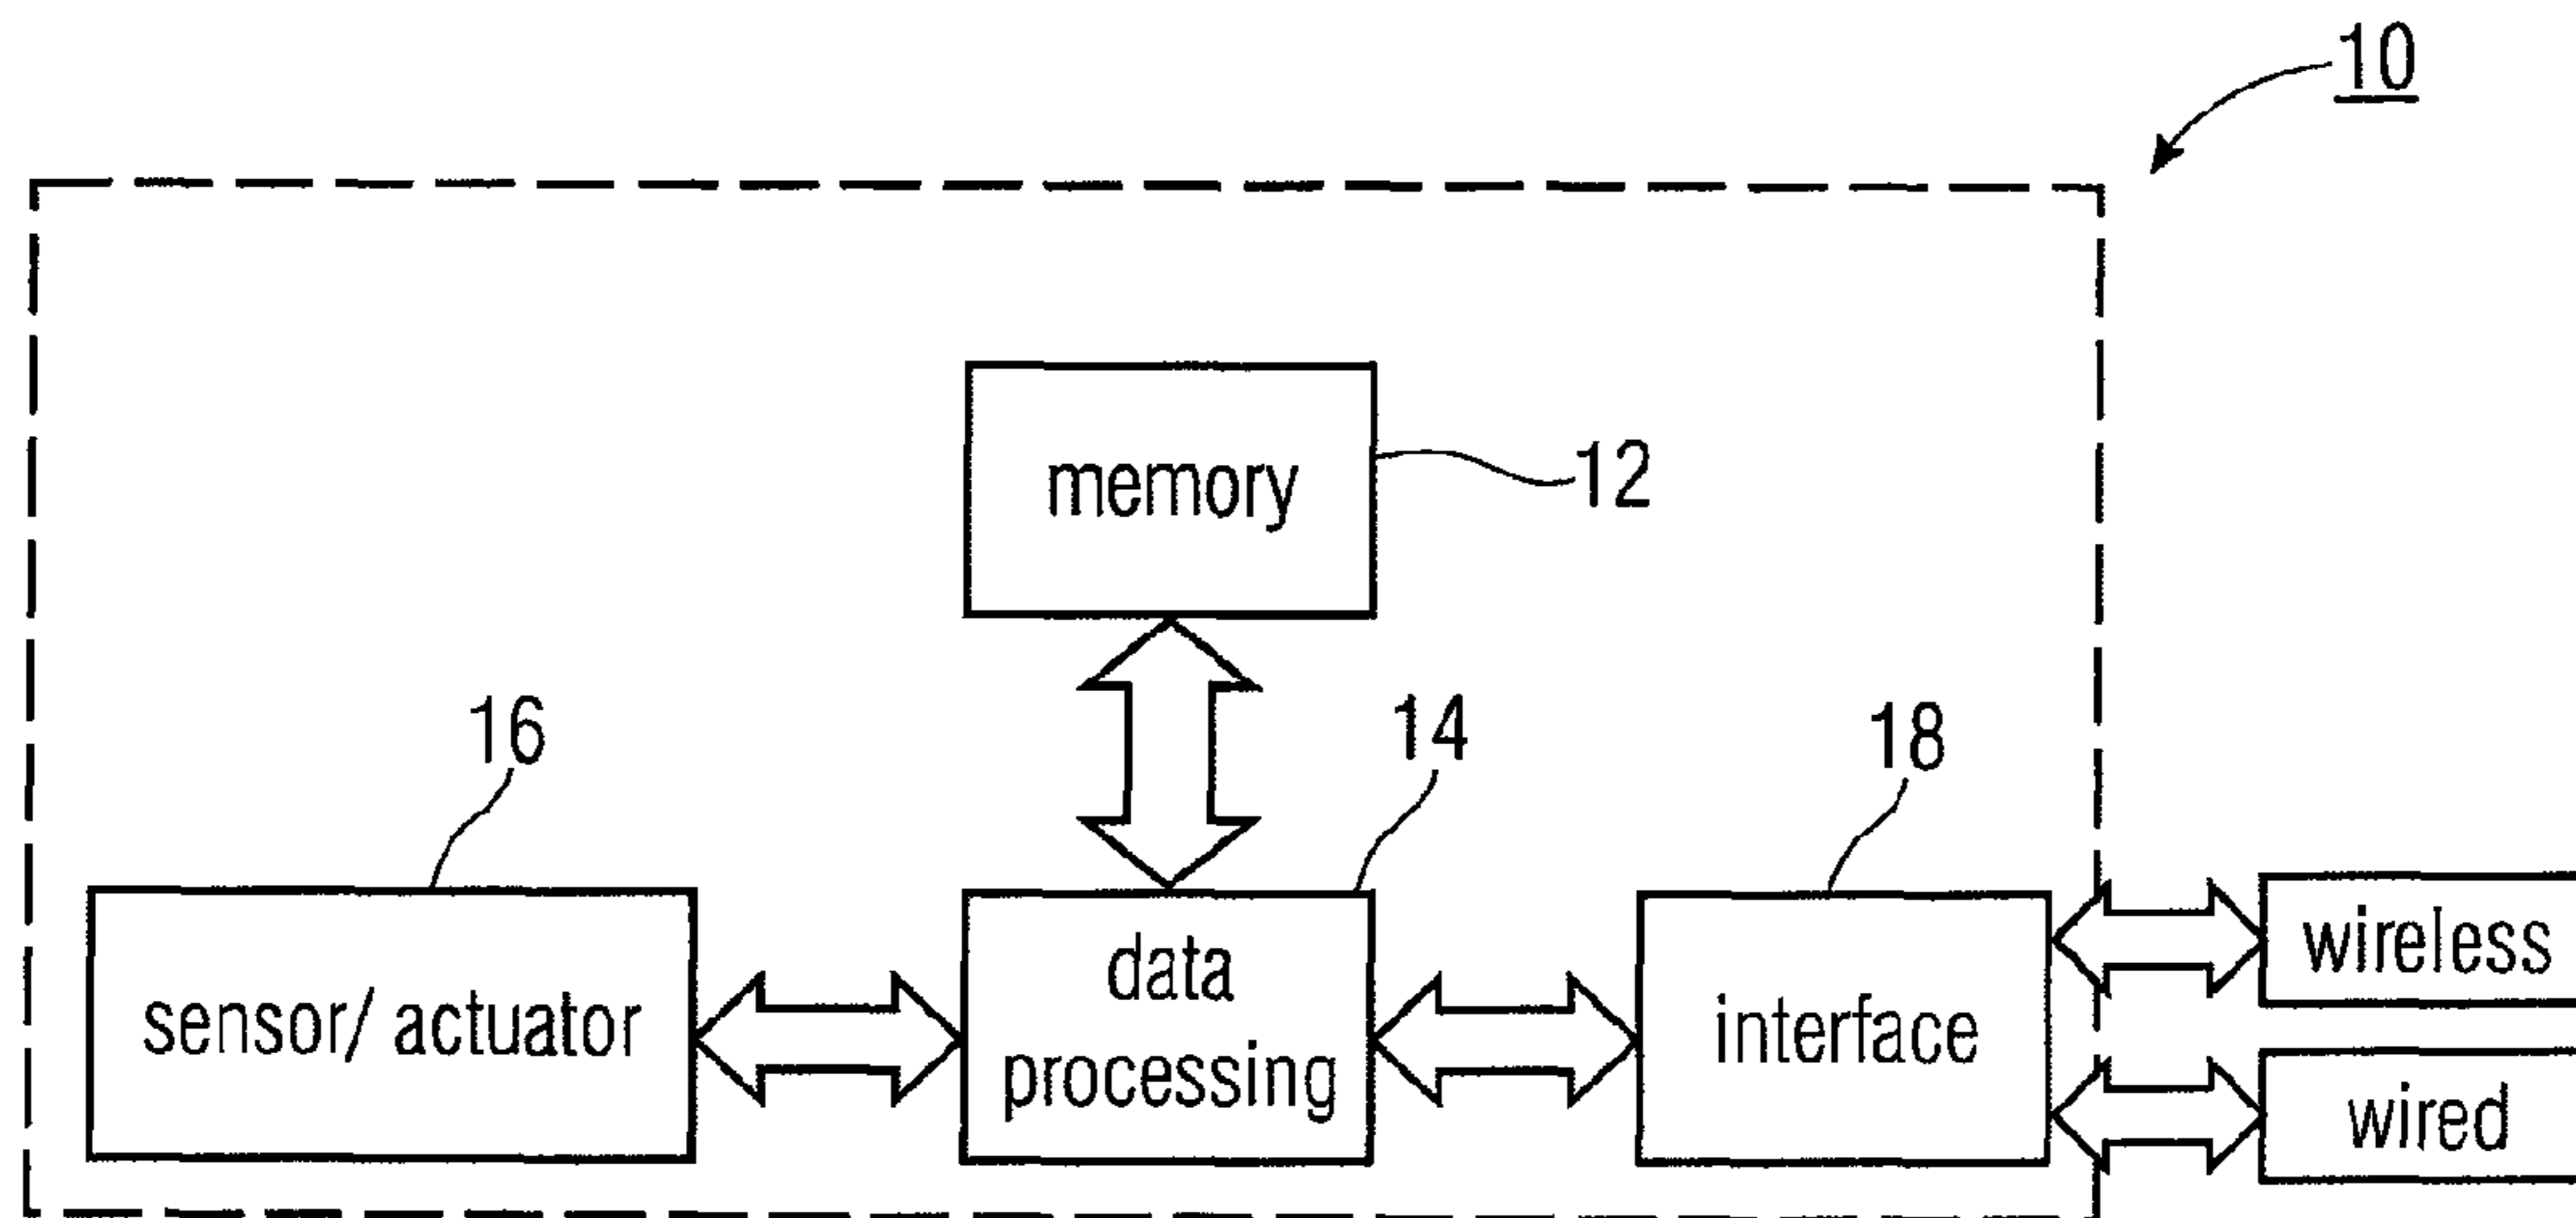 10
memory
12
16
14
18
sensor/ actuator
data
processing
interface
wireless
wired